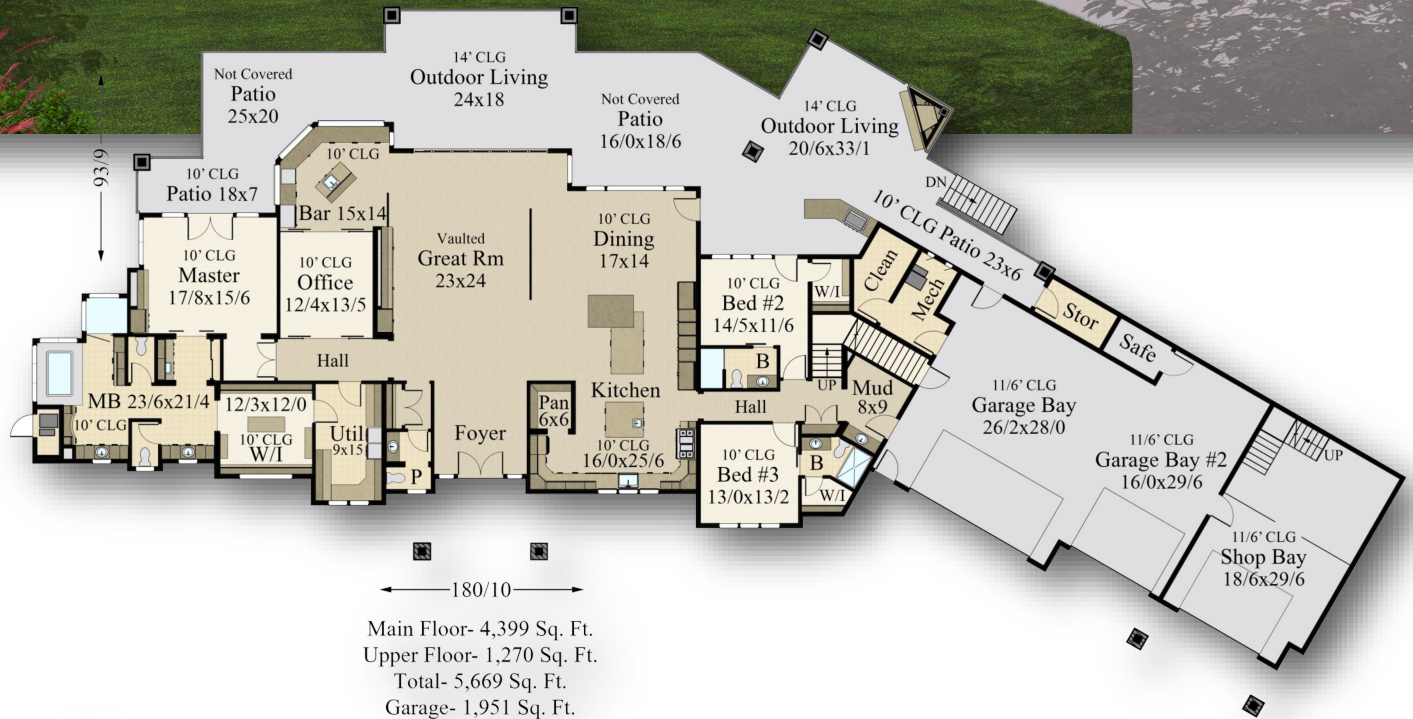 14' CLG
Outdoor Living
24x18
Not Covered
Patio
25x20
Not Covered
Patio
16/0x18/6
14' CLG
Outdoor Living
20/6x33/1
93/9
10' CLG
Patio 18x7
10' CLG
Bar 15x14
DN
10' CLG Patio 23x6
10' CLG
Master
17/8x15/6
10' CLG
Office
12/4x13/5
Vaulted
Great Rm
23x24
10' CLG
Dining
17x14
10' CLG
Bed #2
14/5x11/6
W/I
Clean
Mech
Stor
Safe
Hall
B
UP
Mud
8x9
11/6' CLG
Garage Bay
26/2x28/0
MB 23/6x21/4
10' CLG
12/3x12/0
10' CLG
W/I
Util
9x15
P
Foyer
Pan
6x6
Kitchen
10' CLG
16/0x25/6
Hall
10' CLG
Bed #3
13/0x13/2
B
W/I
11/6' CLG
Garage Bay #2
16/0x29/6
UP
11/6' CLG
Shop Bay
18/6x29/6
180/10
Main Floor- 4,399 Sq. Ft.
Upper Floor- 1,270 Sq. Ft.
Total- 5,669 Sq. Ft.
Garage- 1,951 Sq. Ft.